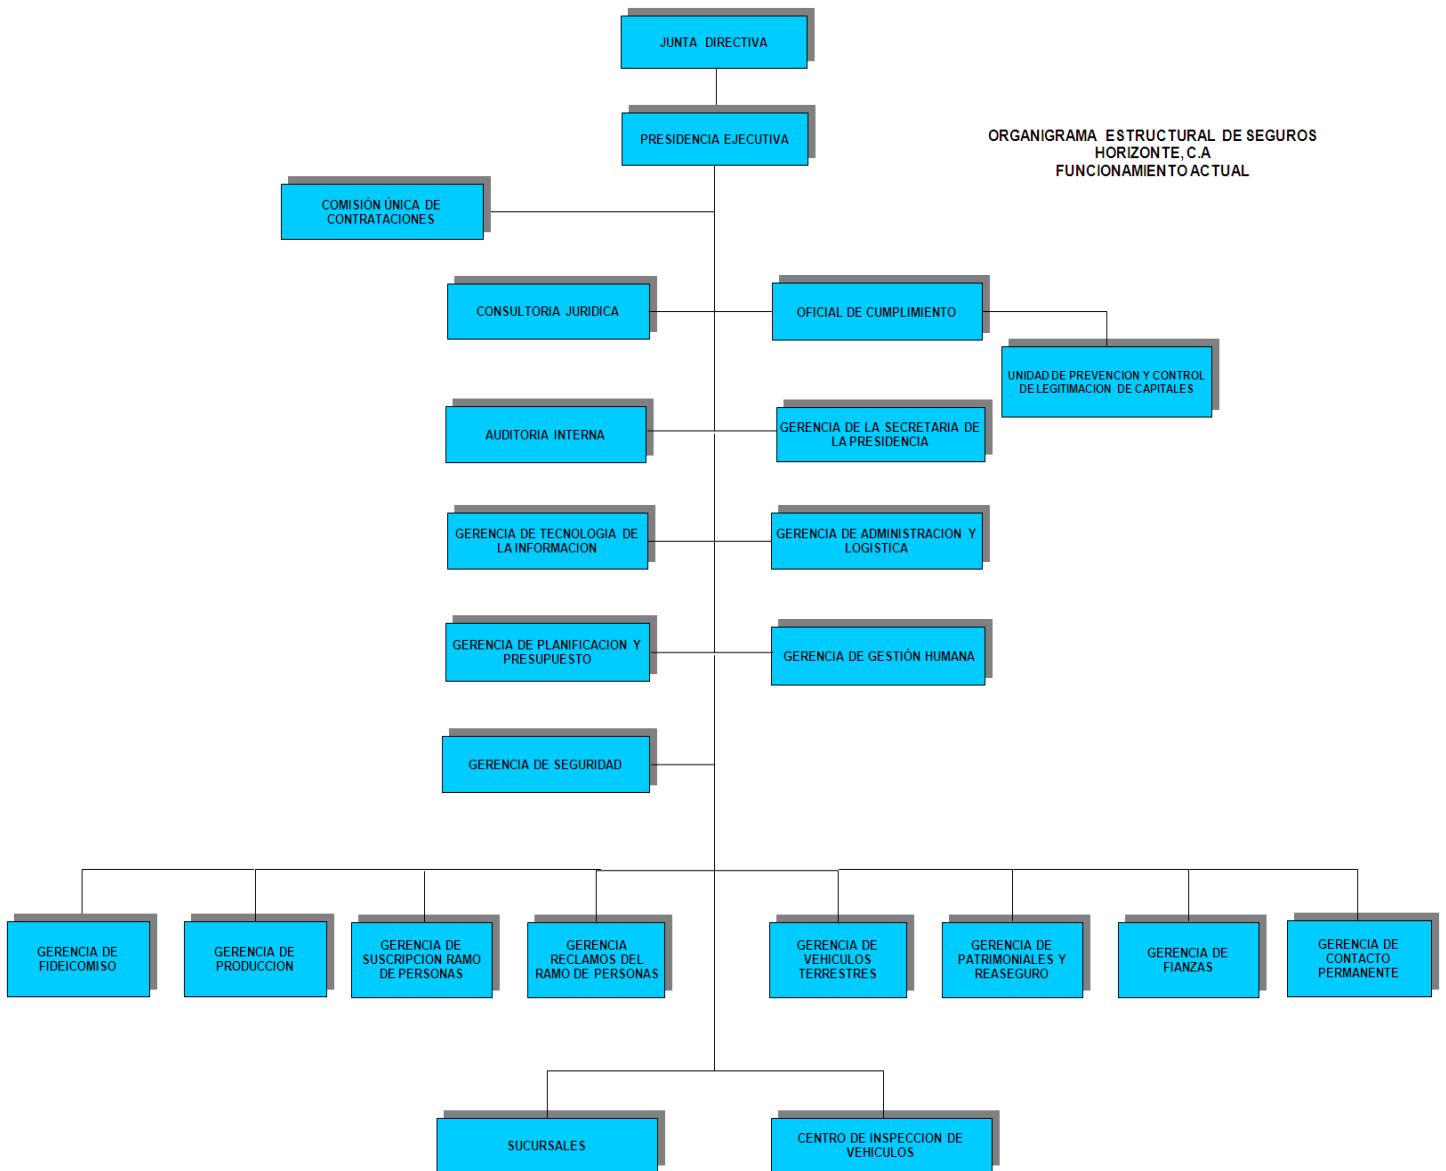 JUNTA DIRECTIVA
PRESIDENCIA EJECUTIVA
ORGANIGRAMA ESTRUCTURAL DE SEGUROS
HORIZONTE, C.A
FUNCIONAMIENTO ACTUAL
COMISIÓN ÚNICA DE
CONTRATACIONES
CONSULTORIA JURIDICA
OFICIAL DE CUMPLIMIENTO
UNIDAD DE PREVENCION Y CONTROL
DE LEGITIMACION DE CAPITALES
AUDITORIA INTERNA
GERENCIA DE LA SECRETARIA DE
LA PRESIDENCIA
GERENCIA DE TECNOLOGIA DE
LA INFORMACION
GERENCIA DE ADMINISTRACION Y
LOGISTICA
GERENCIA DE PLANIFICACION Y
PRESUPUESTO
GERENCIA DE GESTIÓN HUMANA
GERENCIA DE SEGURIDAD
GERENCIA DE
FIDEICOMISO
GERENCIA DE
PRODUCCION
GERENCIA DE
SUSCRIPCION RAMO
DE PERSONAS
GERENCIA
RECLAMOS DEL
RAMO DE PERSONAS
GERENCIA DE
VEHICULOS
TERRESTRES
GERENCIA DE
PATRIMONIALES Y
REASEGURO
GERENCIA DE
FIANZAS
GERENCIA DE
CONTACTO
PERMANENTE
SUCURSALES
CENTRO DE INSPECCION DE
VEHICULOS